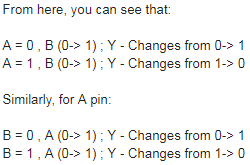 From here, you can see that:
A = 0 , B (0-> 1) ; Y - Changes from 0-> 1
A = 1 , B (0-> 1) ; Y - Changes from 1-> 0
Similarly, for A pin:
B = 0 , A (0-> 1) ; Y - Changes from 0-> 1
B = 1 , A (0-> 1) ; Y - Changes from 1-> 0